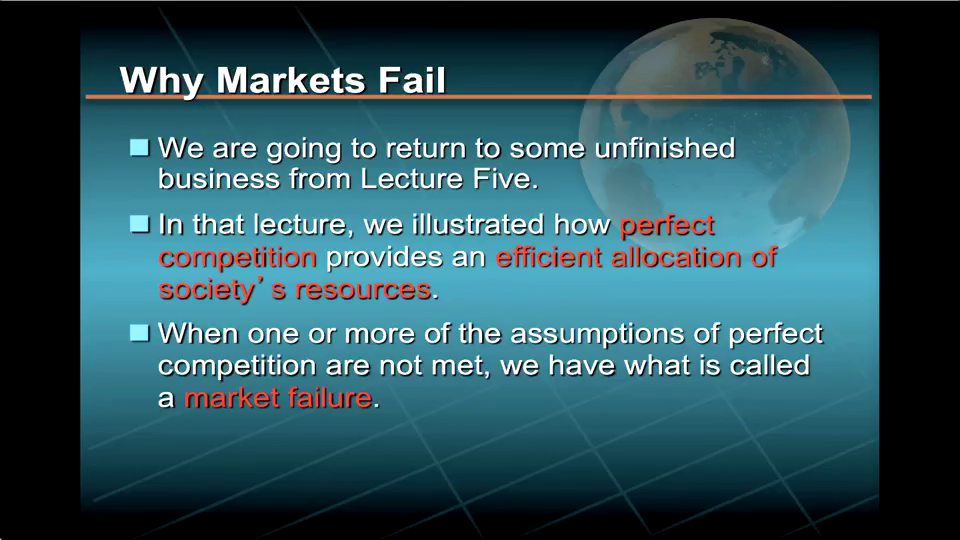 Why Markets Fail
We are going to return to some unfinished
business from Lecture Five.
In that lecture, we illustrated how perfect
competition provides an efficient allocation of
society’s resources.
When one or more of the assumptions of perfect
competition are not met, we have what is called
a market failure.